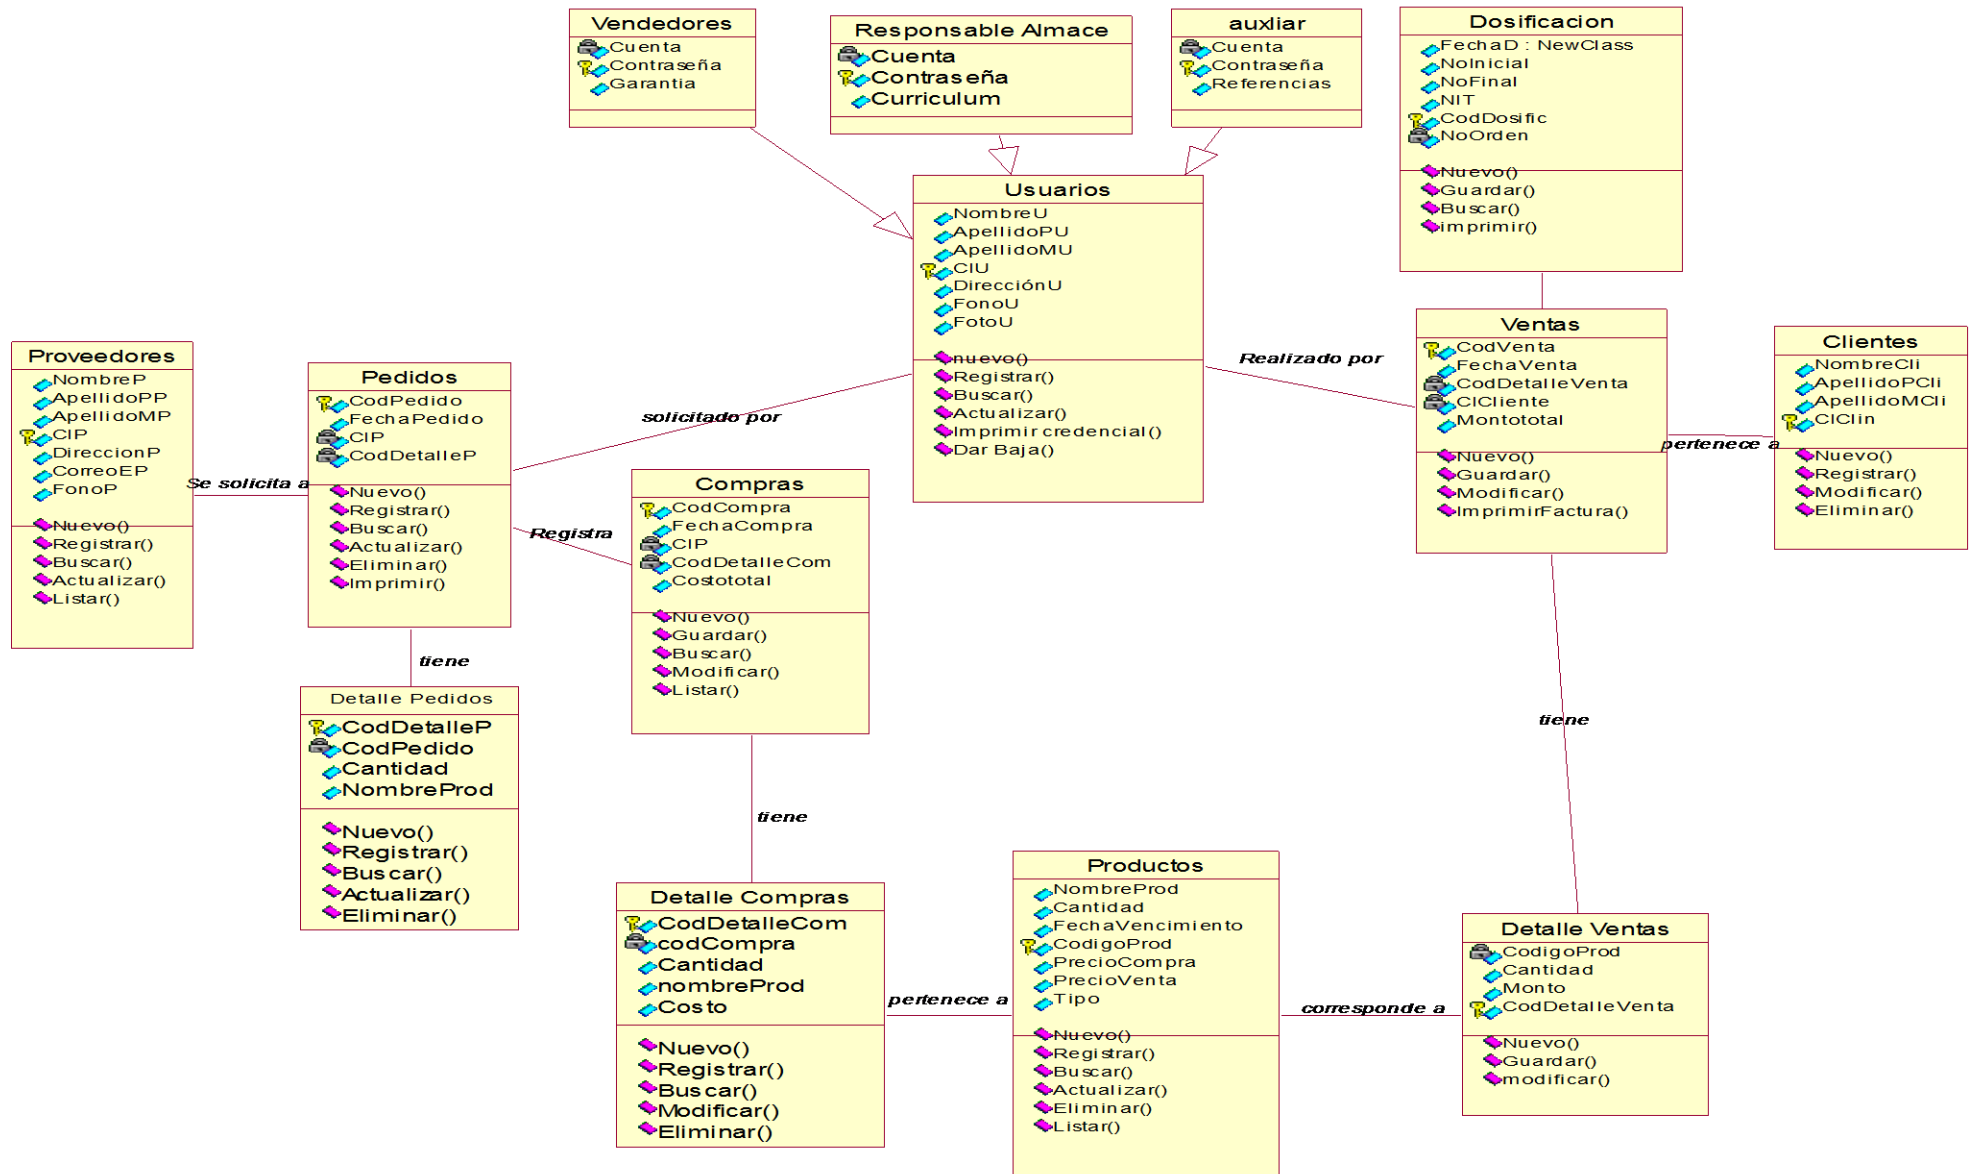 Vendedores
Cuenta
Contraseña
Garantia
Responsable Almace
Cuenta
Contraseña
Curriculum
auxliar
Cuenta
Contraseña
Referencias
Dosificacion
FechaD : NewClass
NoInicial
NoFinal
NIT
CodDosific
NoOrden
Nuevo()
Guardar()
Buscar()
imprimir()
Usuarios
NombreU
ApellidoPU
ApellidoMU
CIU
DirecciónU
FonoU
FotoU
nuevo()
Registrar()
Buscar()
Actualizar()
Imprimir credencial()
Dar Baja()
Realizado por
Ventas
CodVenta
FechaVenta
CodDetalleVenta
CICliente
Montototal
Nuevo()
Guardar()
Modificar()
ImprimirFactura()
pertenece a
Clientes
NombreCli
ApellidoPCli
ApellidoMCli
CIClin
Nuevo()
Registrar()
Modificar()
Eliminar()
Proveedores
NombreP
ApellidoPP
ApellidoMP
CIP
DireccionP
CorreoEP
FonoP
Nuevo()
Registrar()
Buscar()
Actualizar()
Listar()
Se solicita a
Pedidos
CodPedido
FechaPedido
CIP
CodDetalleP
Nuevo()
Registrar()
Buscar()
Actualizar()
Eliminar()
Imprimir()
solicitado por
Registra
Compras
CodCompra
FechaCompra
CIP
CodDetalleCom
Costototal
Nuevo()
Guardar()
Buscar()
Modificar()
Listar()
tiene
Detalle Pedidos
CodDetalleP
CodPedido
Cantidad
NombreProd
Nuevo()
Registrar()
Buscar()
Actualizar()
Eliminar()
tiene
Detalle Compras
CodDetalleCom
codCompra
Cantidad
nombreProd
Costo
Nuevo()
Registrar()
Buscar()
Modificar()
Eliminar()
pertenece a
Productos
NombreProd
Cantidad
FechaVencimiento
CodigoProd
PrecioCompra
PrecioVenta
Tipo
Nuevo()
Registrar()
Buscar()
Actualizar()
Eliminar()
Listar()
corresponde a
tiene
Detalle Ventas
CodigoProd
Cantidad
Monto
CodDetalleVenta
Nuevo()
Guardar()
modificar()